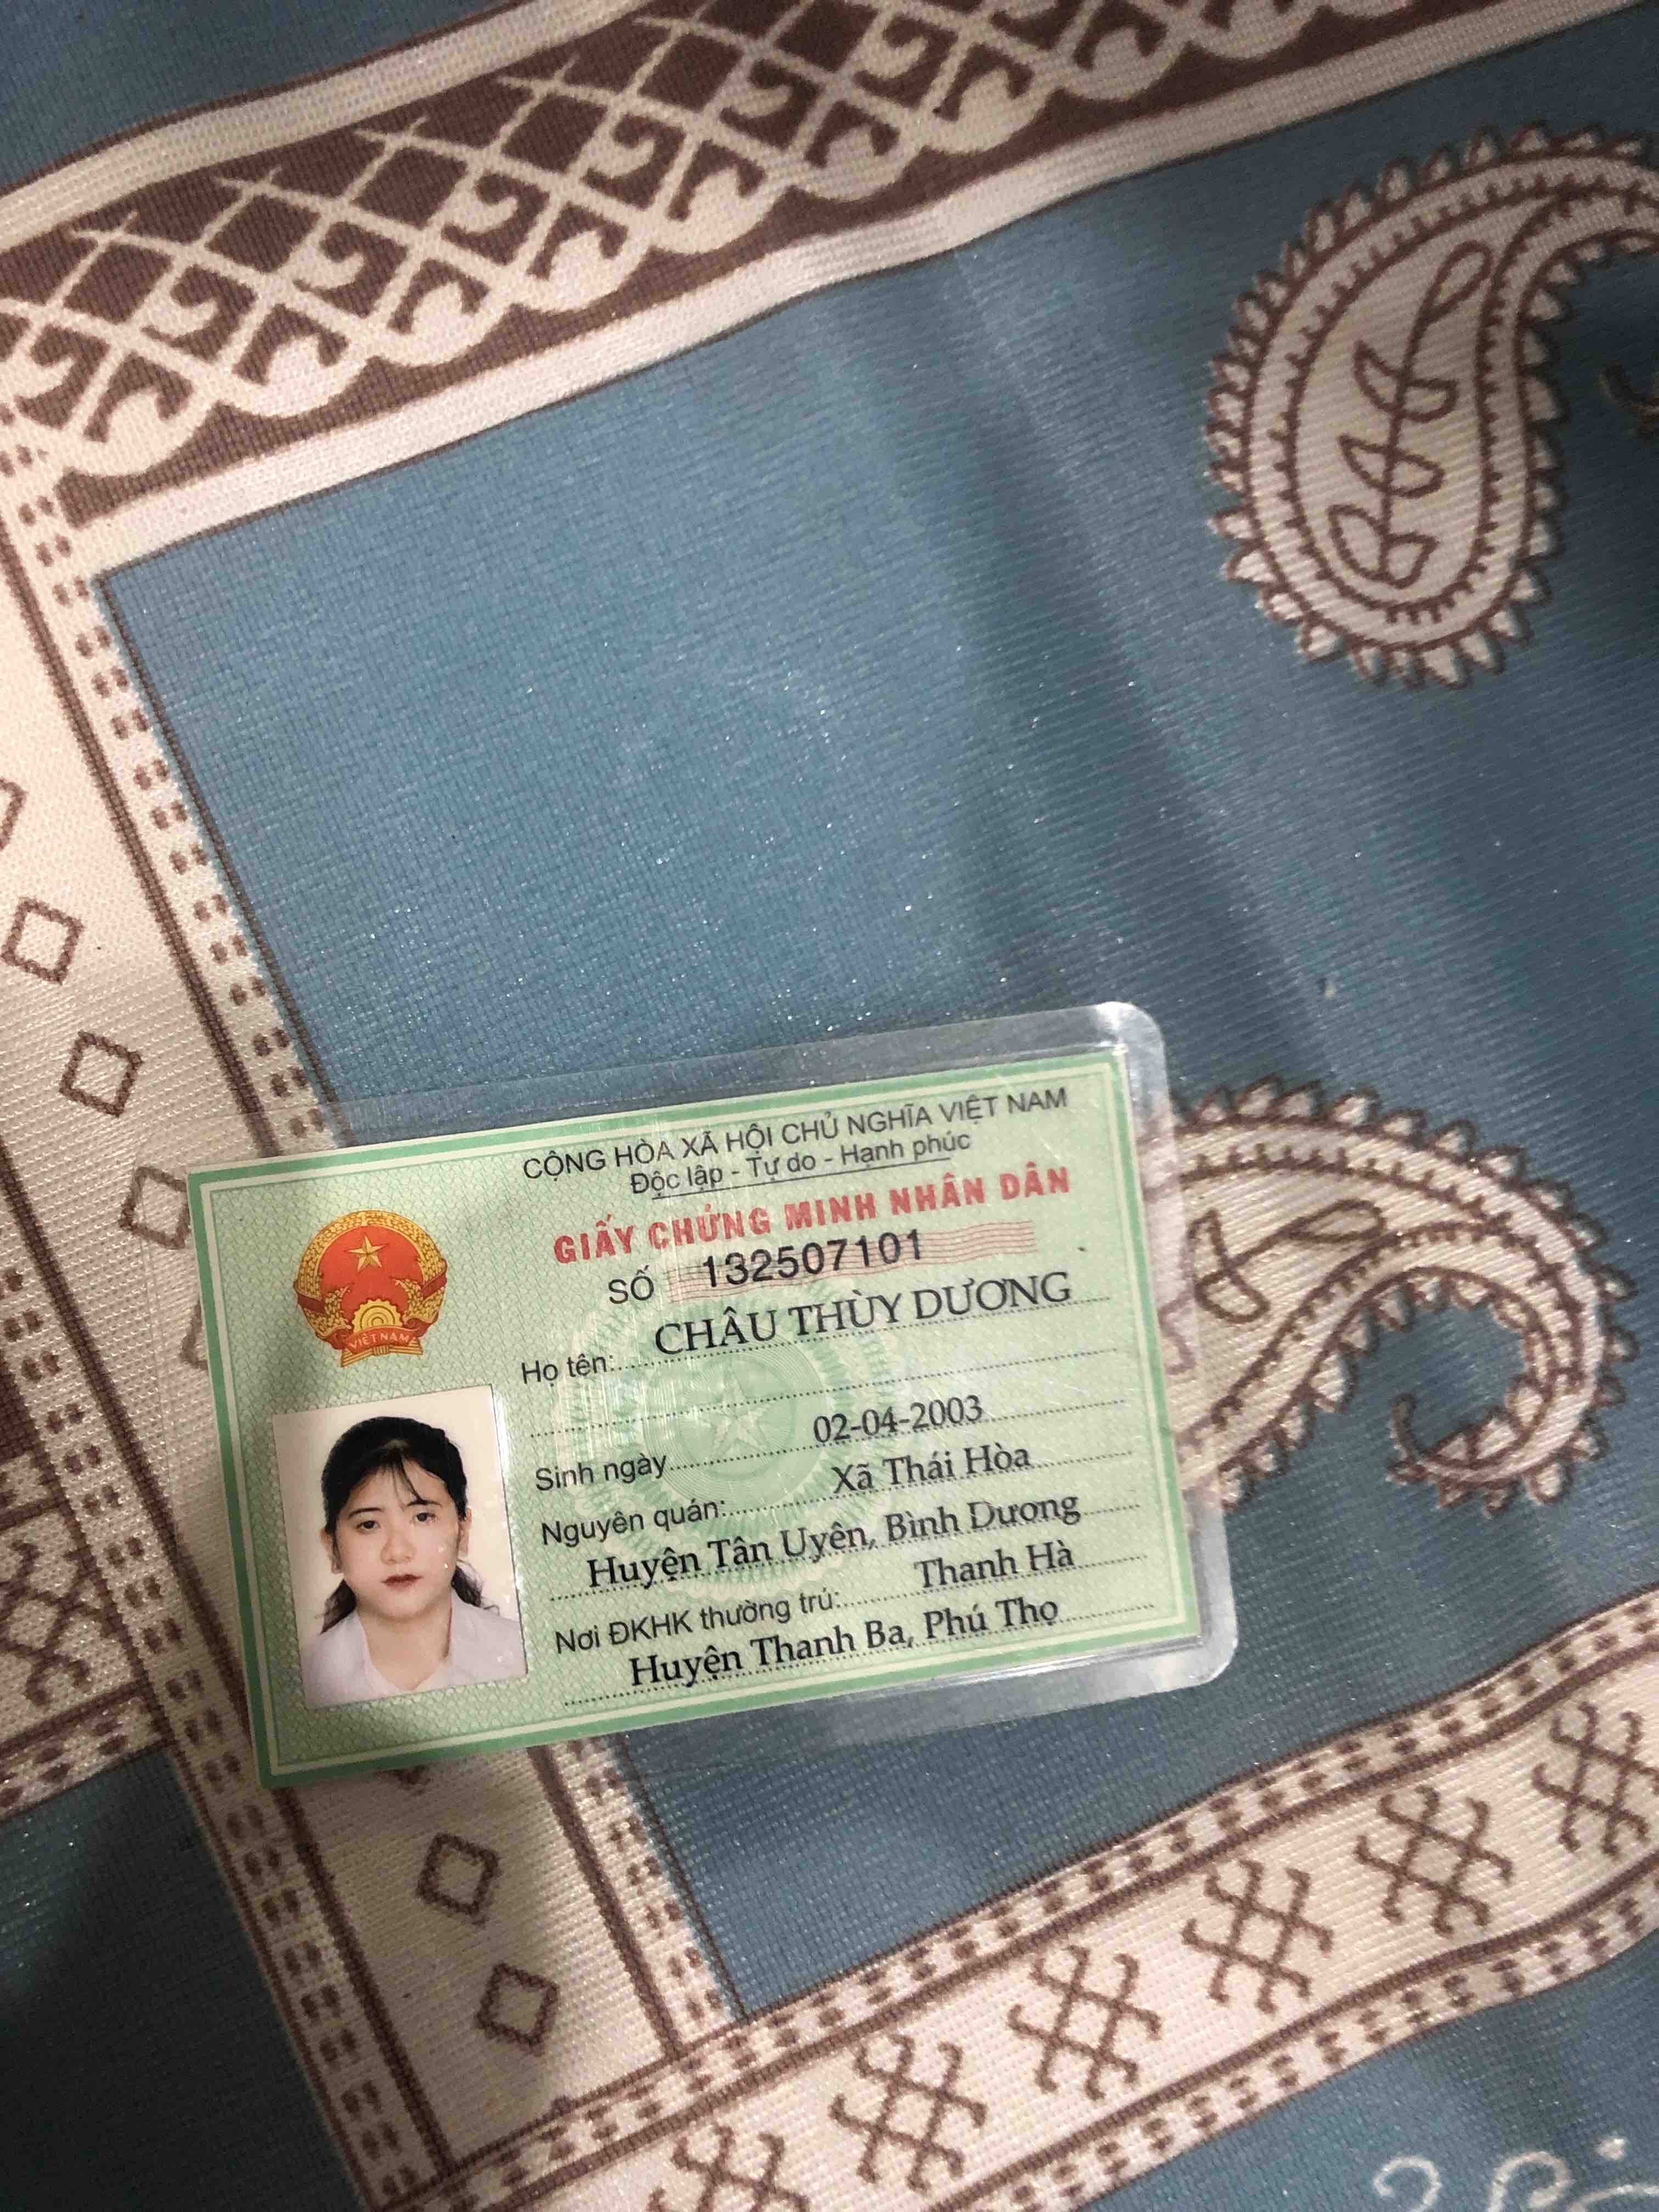 CỘNG HÒA XÃ HỘI CHỦ NGHĨA VIỆT NAM
Độc lập - Tự do - Hạnh phúc
GIẤY CHỨNG MINH NHÂN DÂN
SỐ 132507101
Họ tên: CHÂU THÙY DƯƠNG
Sinh ngày 02-04-2003
Nguyên quán: Xã Thái Hòa
Huyện Tân Uyên, Bình Dương
Nơi ĐKHK thường trú: Thanh Hà
Huyện Thanh Ba, Phú Thọ
VIỆT NAM